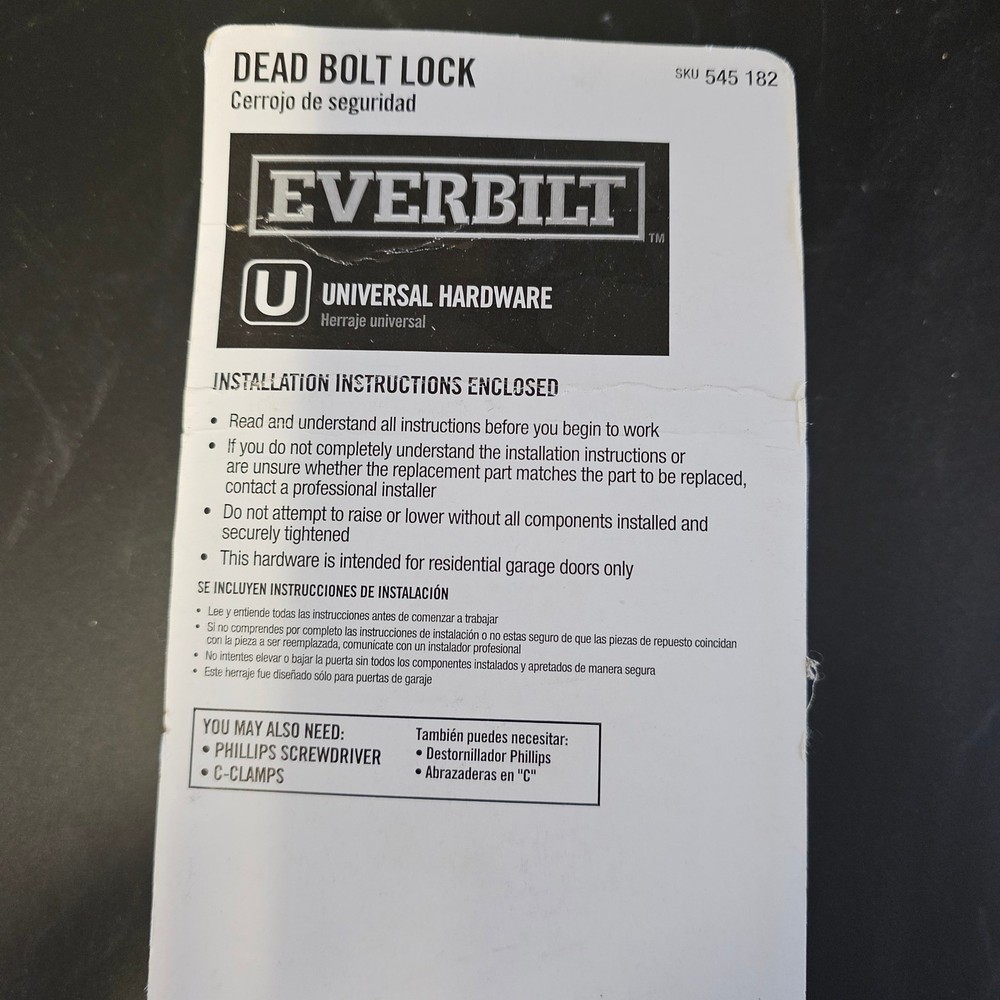 DEAD BOLT LOCK
SKU 545 182
Cerrojo de seguridad
EVERBILT
TM
U
UNIVERSAL HARDWARE
Herraje universal
INSTALLATION INSTRUCTIONS ENCLOSED
• Read and understand all instructions before you begin to work
• If you do not completely understand the installation instructions or
are unsure whether the replacement part matches the part to be replaced,
contact a professional installer
• Do not attempt to raise or lower without all components installed and
securely tightened
• This hardware is intended for residential garage doors only
SE INCLUYEN INSTRUCCIONES DE INSTALACIÓN
• Lee y entiende todas las instrucciones antes de comenzar a trabajar
• Si no comprendes por completo las instrucciones de instalación o no estas seguro de que las piezas de repuesto coincidan
con la pieza a ser reemplazada, comunícate con un instalador profesional
• No intentes elevar o bajar la puerta sin todos los componentes instalados y apretados de manera segura
• Este herraje fue diseñado sólo para puertas de garaje
YOU MAY ALSO NEED:
• PHILLIPS SCREWDRIVER
• C-CLAMPS
También puedes necesitar:
• Destornillador Phillips
• Abrazaderas en "C"